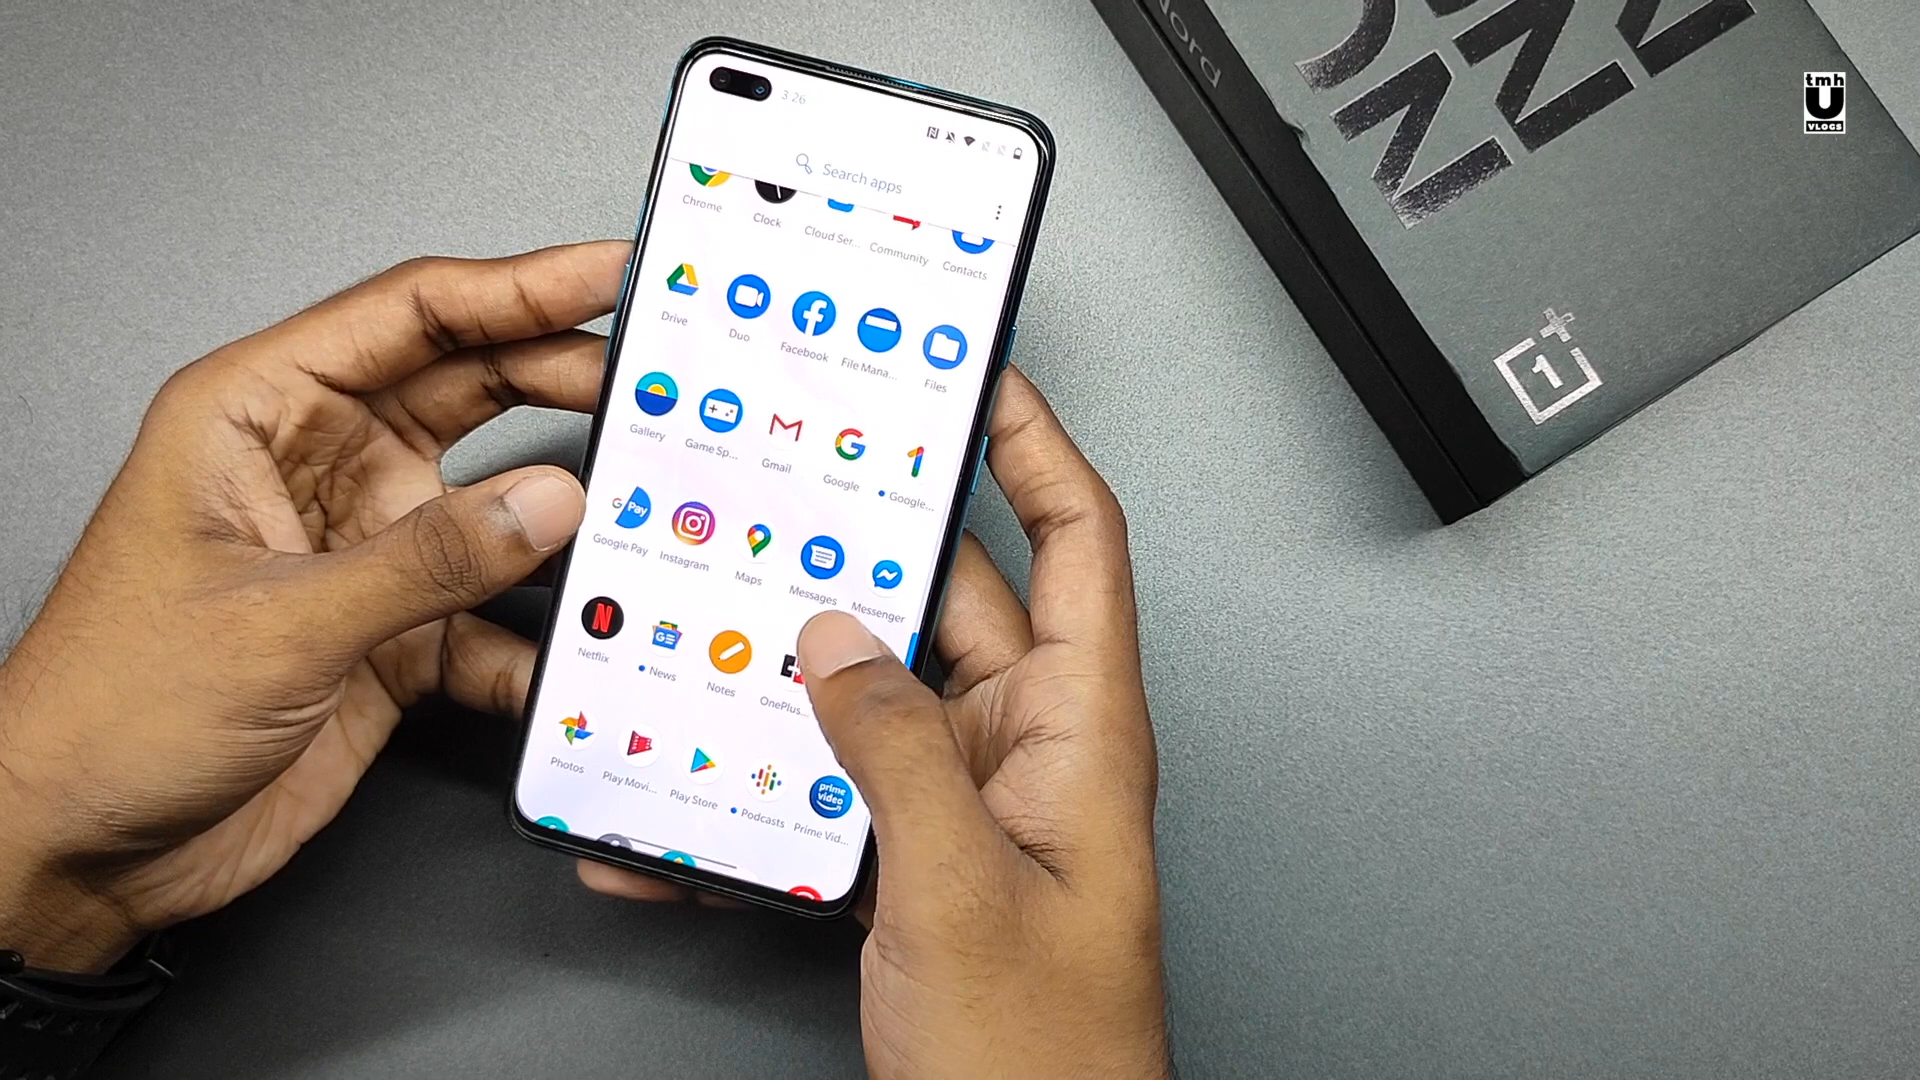 3:26
Search apps
Chrome
Clock
Cloud Ser...
Community
Contacts
Drive
Duo
Facebook
File Mana...
Files
Gallery
Game Sp...
Gmail
Google
Google...
Google Pay
G Pay
Instagram
Maps
Messages
Messenger
Netflix
News
Notes
OnePlus...
Photos
Play Movi...
Play Store
Podcasts
prime video
Prime Vid...
nord
1+
tmh
U
VLOGS